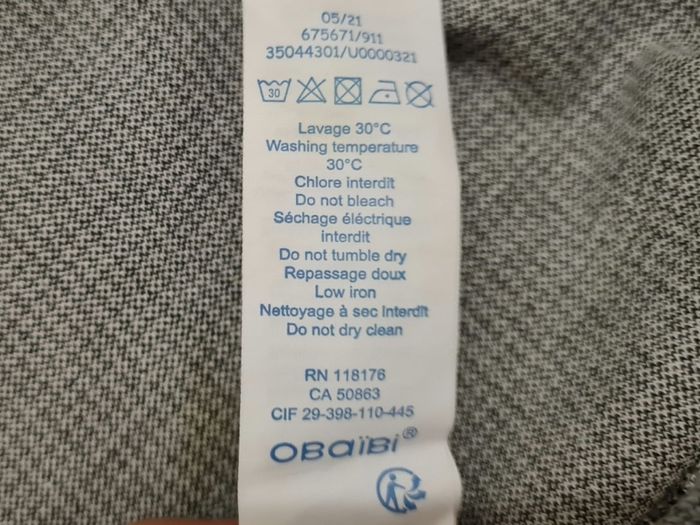 05/21
675671/911
35044301/U0000321
30
Lavage 30°C
Washing temperature
30°C
Chlore interdit
Do not bleach
Séchage éléctrique
interdit
Do not tumble dry
Repassage doux
Low iron
Nettoyage à sec interdit
Do not dry clean
RN 118176
CA 50863
CIF 29-398-110-445
OBaïBi®